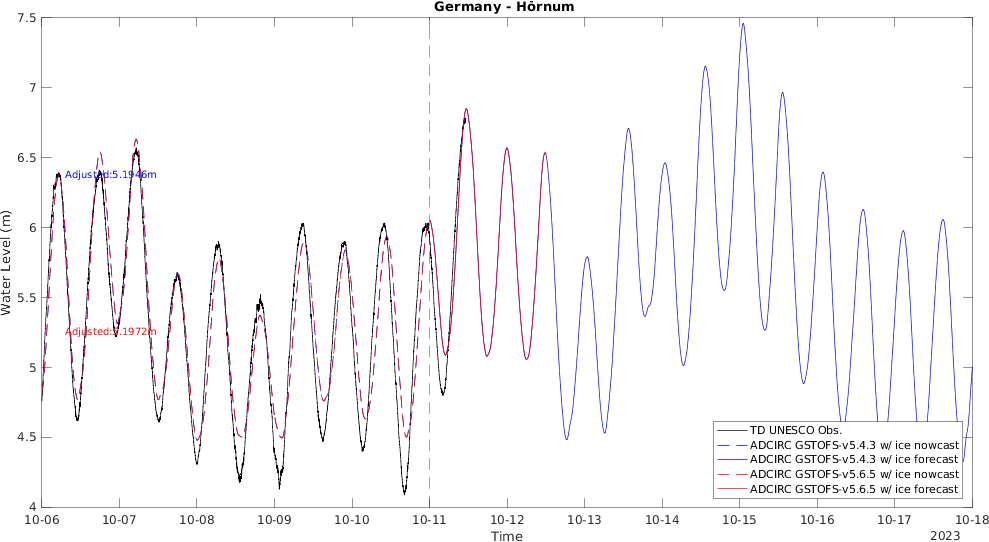 Germany - Hörnum
7.5
7
6.5
6
5.5
5
4.5
4
Water Level (m)
Adjusted:5.1946m
Adjusted:5.1972m
TD UNESCO Obs.
ADCIRC GSTOFS-v5.4.3 w/ ice nowcast
ADCIRC GSTOFS-v5.4.3 w/ ice forecast
ADCIRC GSTOFS-v5.6.5 w/ ice nowcast
ADCIRC GSTOFS-v5.6.5 w/ ice forecast
10-06 10-07 10-08 10-09 10-10 10-11 10-12 10-13 10-14 10-15 10-16 10-17 10-18
Time
2023